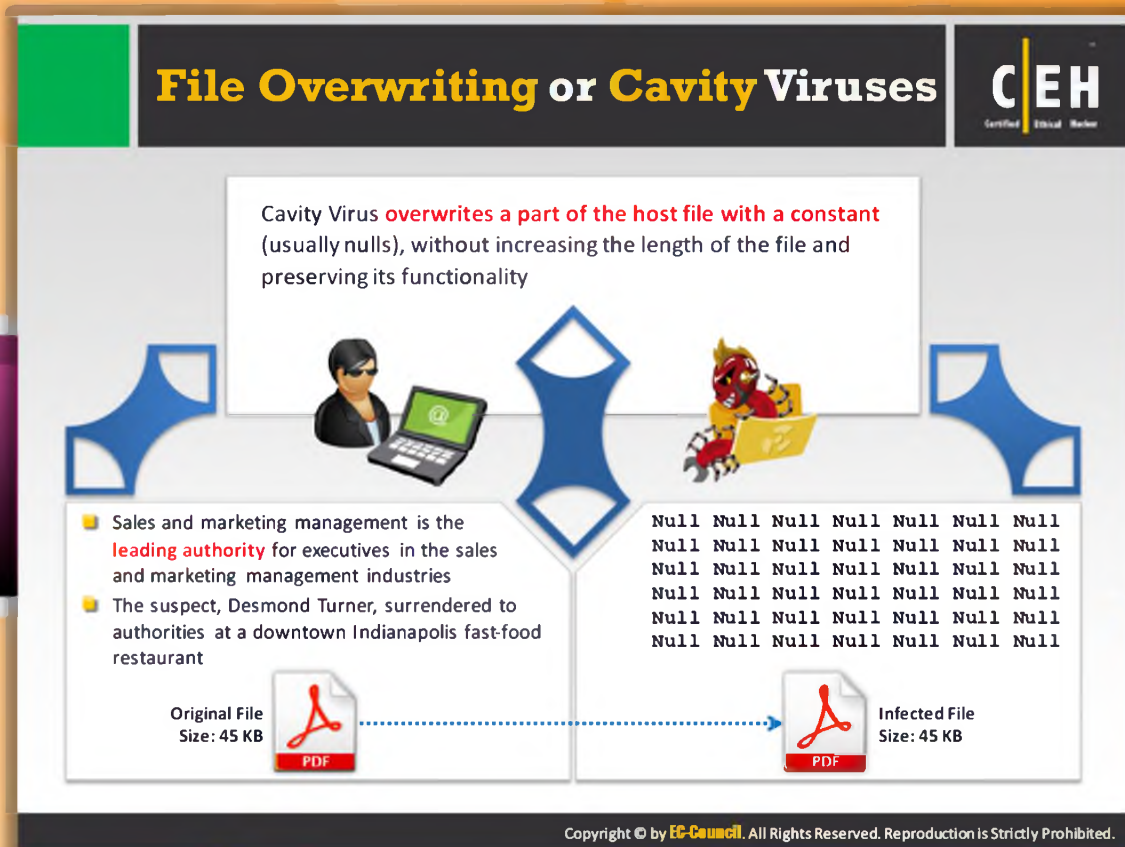 File Overwriting or Cavity Viruses
C EH
Certified Ethical Hacker
Cavity Virus overwrites a part of the host file with a constant
(usually nulls), without increasing the length of the file and
preserving its functionality
@
Sales and marketing management is the
leading authority for executives in the sales
and marketing management industries
The suspect, Desmond Turner, surrendered to
authorities at a downtown Indianapolis fast-food
restaurant
Null Null Null Null Null Null Null
Null Null Null Null Null Null Null
Null Null Null Null Null Null Null
Null Null Null Null Null Null Null
Null Null Null Null Null Null Null
Null Null Null Null Null Null Null
Original File
Size: 45 KB
PDF
Infected File
Size: 45 KB
PDF
Copyright © by EC-Council. All Rights Reserved. Reproduction is Strictly Prohibited.